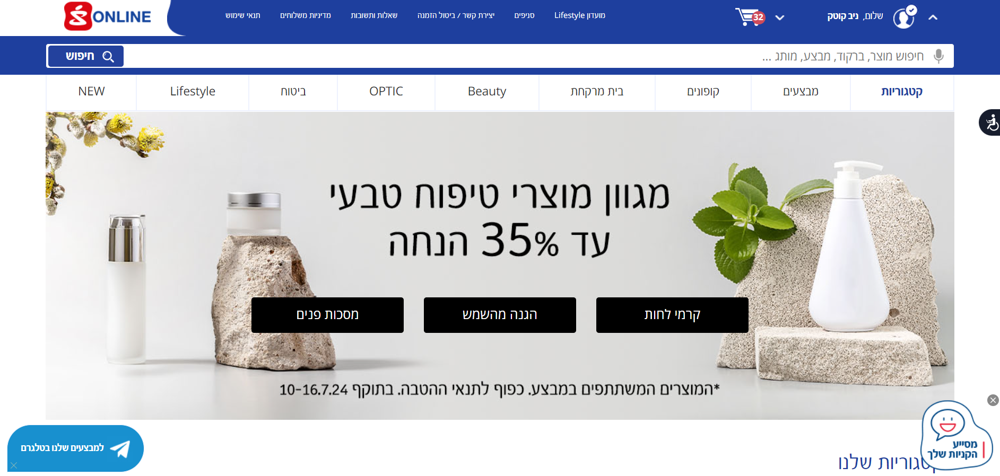 שלום, ניב קוטק
32
מועדון Lifestyle
סניפים
יצירת קשר / ביטול הזמנה
שאלות ותשובות
מדיניות משלוחים
תנאי שימוש
ONLINE
חיפוש מוצר, ברקוד, מבצע, מותג ...
חיפוש
קטגוריות
מבצעים
קופונים
בית מרקחת
Beauty
OPTIC
ביטוח
Lifestyle
NEW
מגוון מוצרי טיפוח טבעי
עד 35% הנחה
קרמי לחות
הגנה מהשמש
מסכות פנים
*המוצרים המשתתפים במבצע. כפוף לתנאי ההטבה. בתוקף 10-16.7.24
מסייע
הקניות שלך
למבצעים שלנו בטלגרם
קטגוריות שלנו